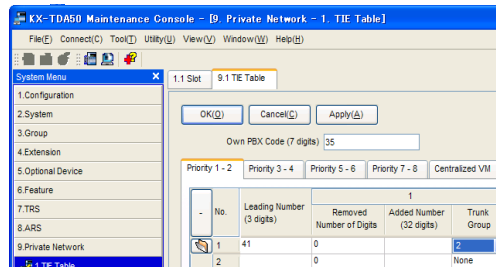 KX-TDA50 Maintenance Console - [9. Private Network - 1. TIE Table]
File(F) Connect(C) Tool(T) Utility(U) View(V) Window(W) Help(H)
System Menu X 1.1 Slot 9.1 TIE Table
1.Configuration
2.System
OK(O) Cancel(C) Apply(A)
3.Group
Own PBX Code (7 digits) 35
4.Extension
5.Optional Device
Priority 1 - 2 Priority 3 - 4 Priority 5 - 6 Priority 7 - 8 Centralized VM
6.Feature
7.TRS
8.ARS
9.Private Network
1.TIE Table
- No. Leading Number (3 digits) 1
Removed Number of Digits Added Number (32 digits) Trunk Group
1 41 0 2
2 0 None